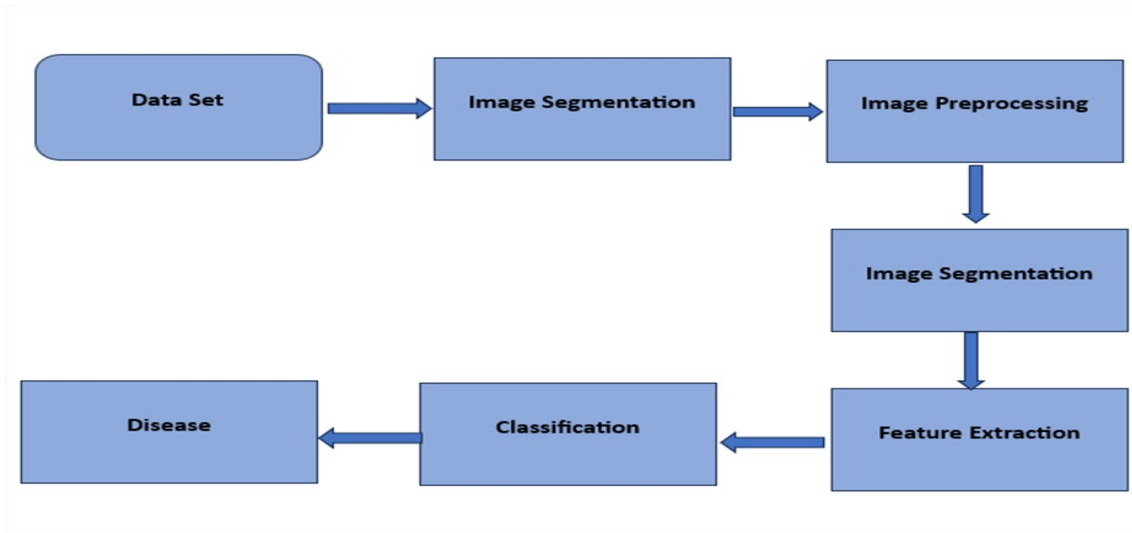 Data Set
Image Segmentation
Image Preprocessing
Image Segmentation
Feature Extraction
Classification
Disease